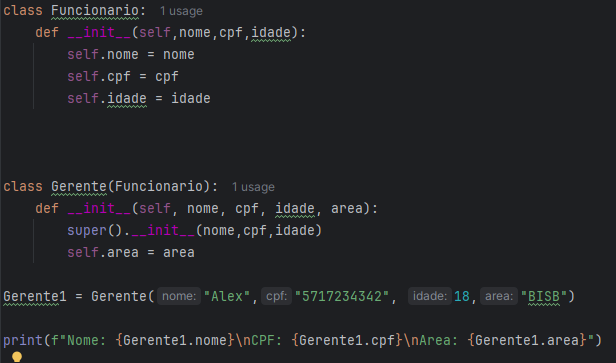 class Funcionario: 1 usage
    def __init__(self,nome,cpf,idade):
        self.nome = nome
        self.cpf = cpf
        self.idade = idade
class Gerente(Funcionario): 1 usage
    def __init__(self, nome, cpf, idade, area):
        super().__init__(nome,cpf,idade)
        self.area = area
Gerente1 = Gerente( nome: "Alex", cpf: "5717234342", idade: 18, area: "BISB")
print(f"Nome: {Gerente1.nome}\nCPF: {Gerente1.cpf}\nArea: {Gerente1.area}")